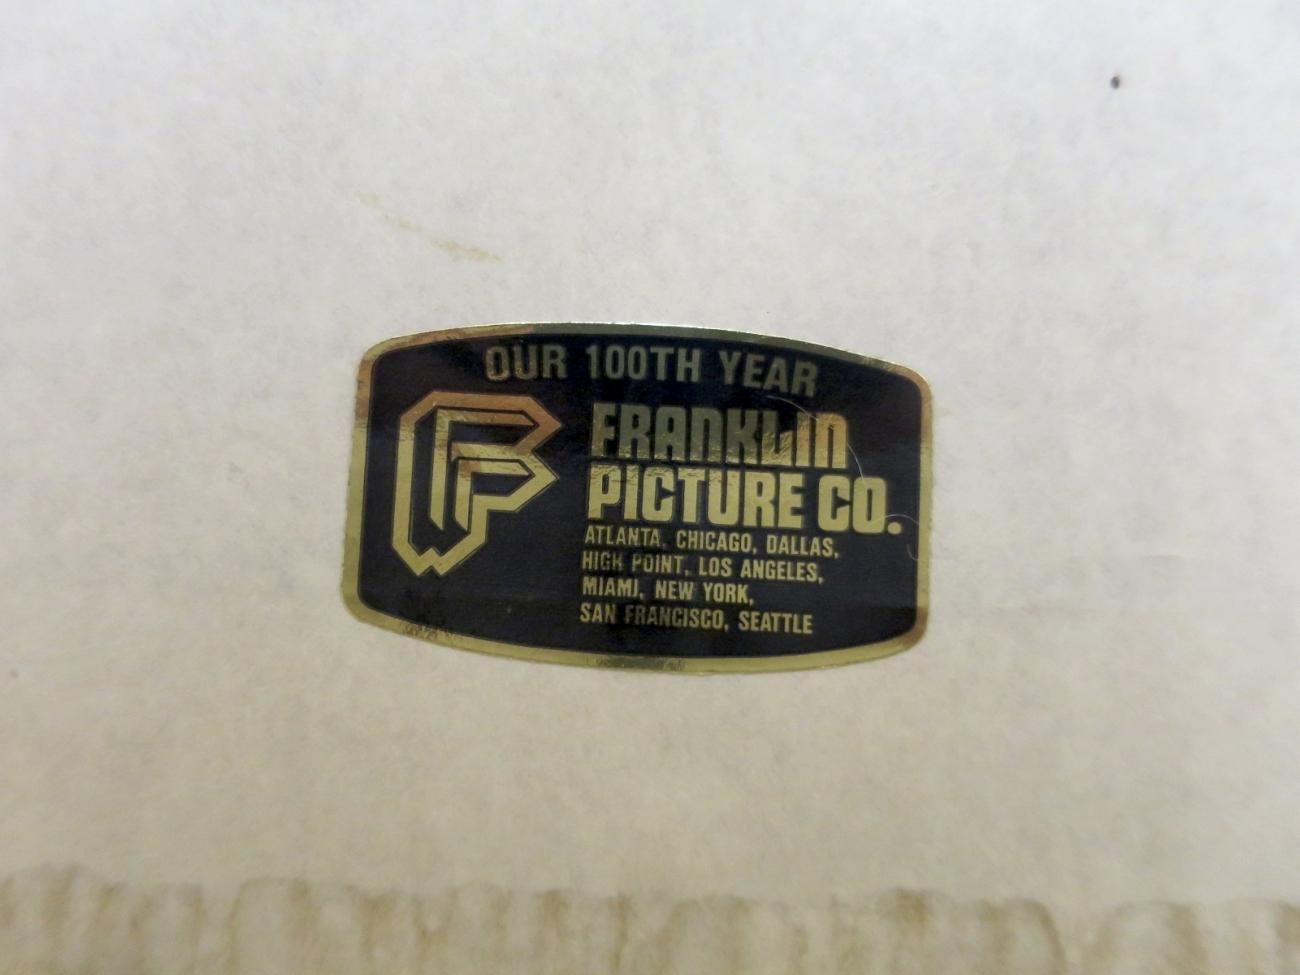 OUR 100TH YEAR
FRANKLIN
PICTURE CO.
ATLANTA, CHICAGO, DALLAS,
HIGH POINT, LOS ANGELES,
MIAMI, NEW YORK,
SAN FRANCISCO, SEATTLE